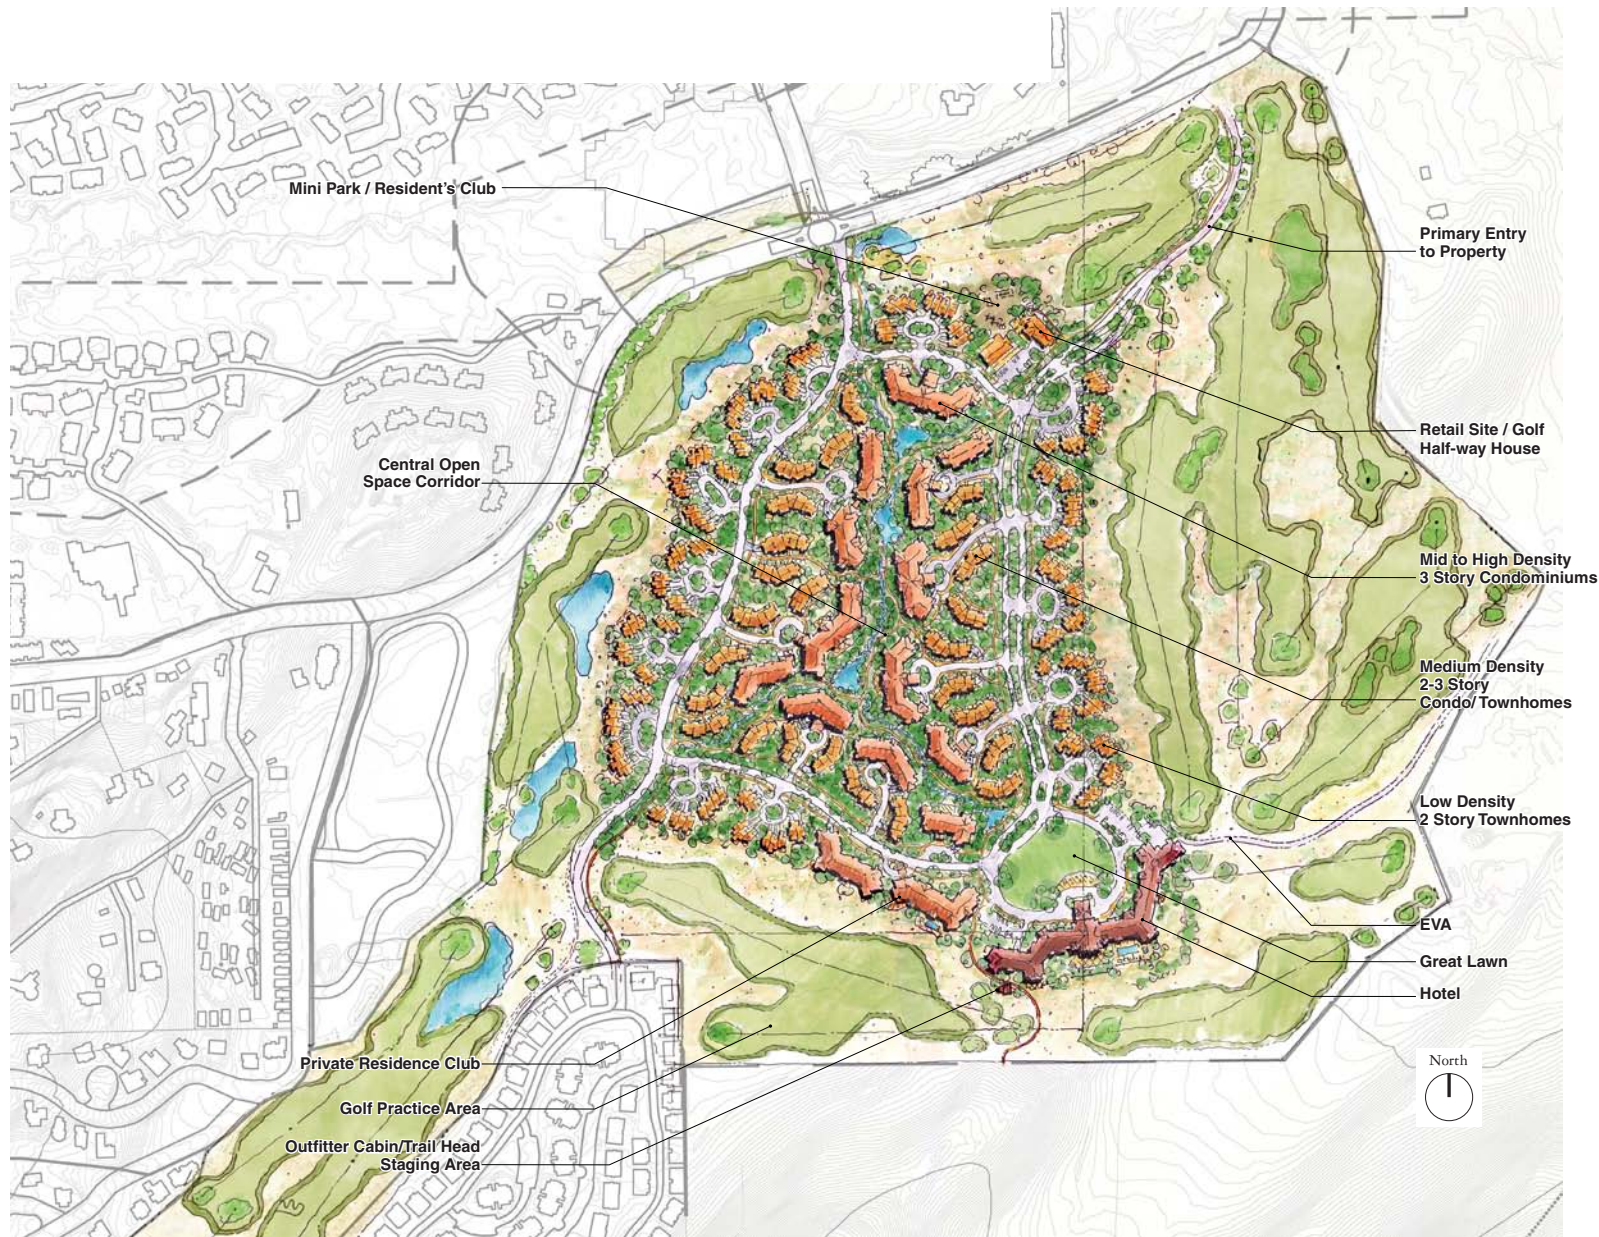 Mini Park / Resident's Club
Primary Entry
to Property
Retail Site / Golf
Half-way House
Central Open
Space Corridor
Mid to High Density
3 Story Condominiums
Medium Density
2-3 Story
Condo/ Townhomes
Low Density
2 Story Townhomes
EVA
Great Lawn
Hotel
North
Private Residence Club
Golf Practice Area
Outfitter Cabin/Trail Head
Staging Area